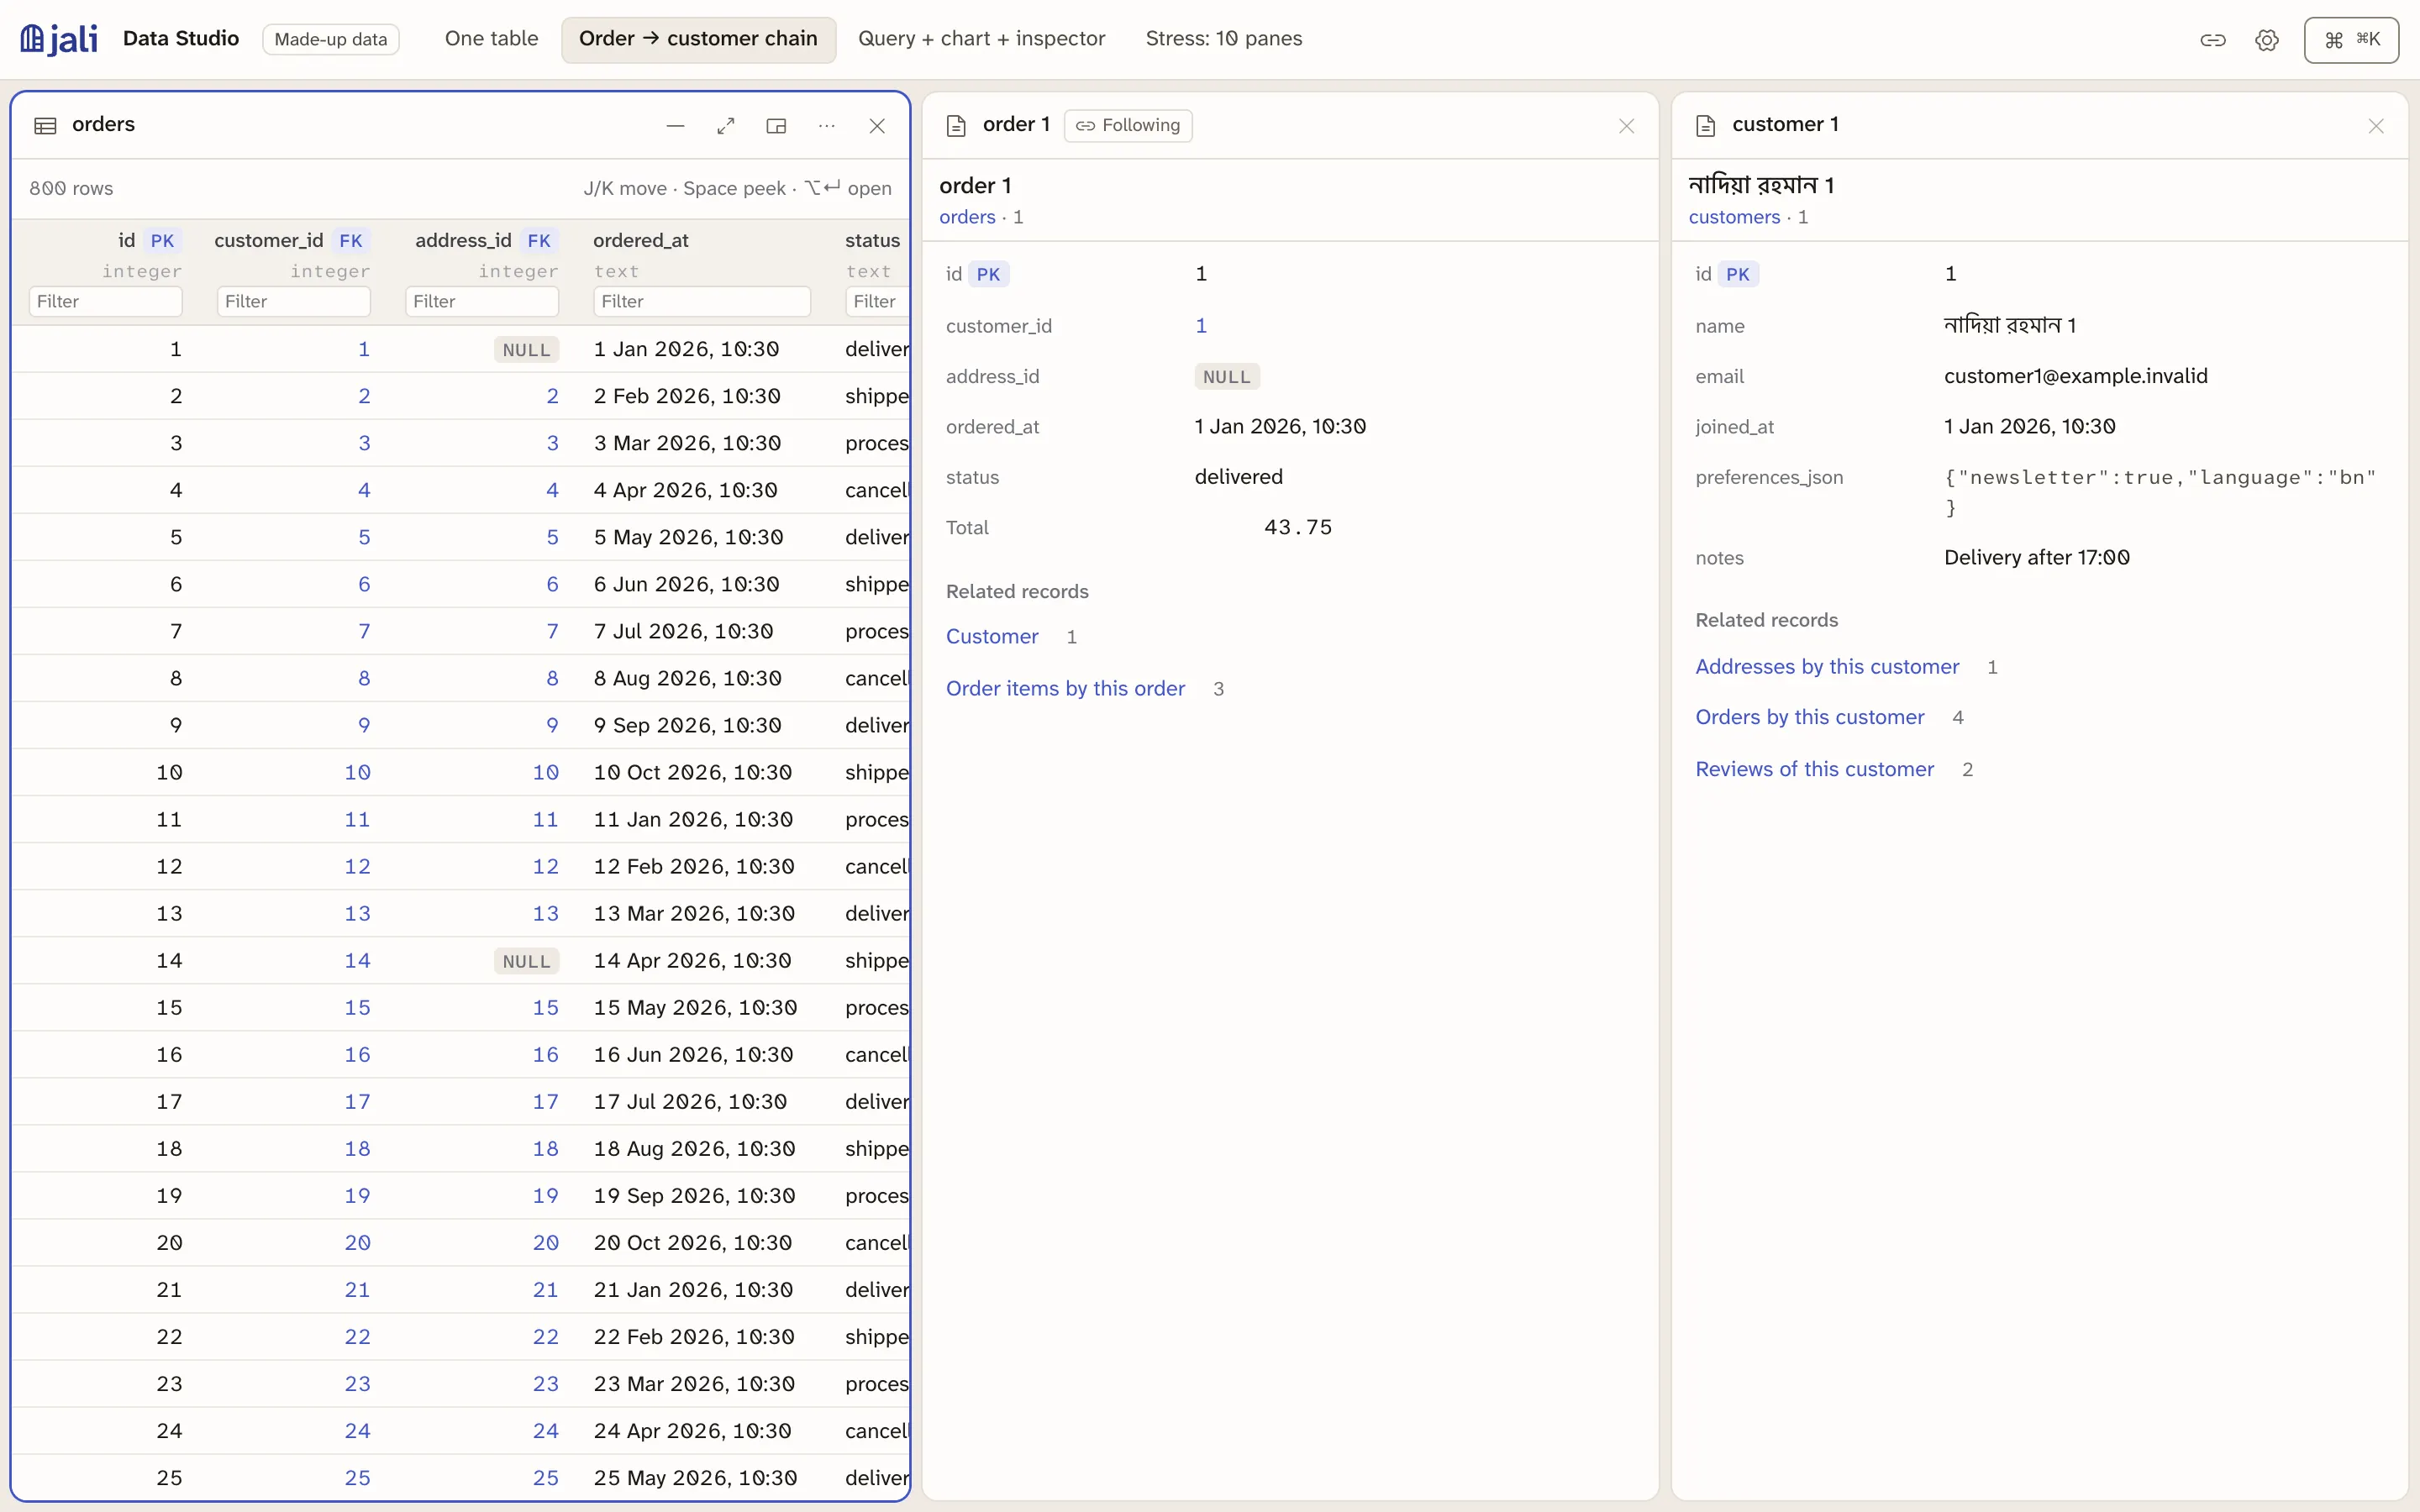 jali Data Studio Made-up data One table Order → customer chain Query + chart + inspector Stress: 10 panes ⌘ ⌘K
orders
800 rows J/K move · Space peek · ⌥↵ open
id PK customer_id FK address_id FK ordered_at status
integer integer integer text text
Filter Filter Filter Filter Filter
1 1 NULL 1 Jan 2026, 10:30 deliver
2 2 2 2 Feb 2026, 10:30 shippe
3 3 3 3 Mar 2026, 10:30 proces
4 4 4 4 Apr 2026, 10:30 cancel
5 5 5 5 May 2026, 10:30 deliver
6 6 6 6 Jun 2026, 10:30 shippe
7 7 7 7 Jul 2026, 10:30 proces
8 8 8 8 Aug 2026, 10:30 cancel
9 9 9 9 Sep 2026, 10:30 deliver
10 10 10 10 Oct 2026, 10:30 shippe
11 11 11 11 Jan 2026, 10:30 proces
12 12 12 12 Feb 2026, 10:30 cancel
13 13 13 13 Mar 2026, 10:30 deliver
14 14 NULL 14 Apr 2026, 10:30 shippe
15 15 15 15 May 2026, 10:30 proces
16 16 16 16 Jun 2026, 10:30 cancel
17 17 17 17 Jul 2026, 10:30 deliver
18 18 18 18 Aug 2026, 10:30 shippe
19 19 19 19 Sep 2026, 10:30 proces
20 20 20 20 Oct 2026, 10:30 cancel
21 21 21 21 Jan 2026, 10:30 deliver
22 22 22 22 Feb 2026, 10:30 shippe
23 23 23 23 Mar 2026, 10:30 proces
24 24 24 24 Apr 2026, 10:30 cancel
25 25 25 25 May 2026, 10:30 deliver
order 1 Following
order 1
orders · 1
id PK 1
customer_id 1
address_id NULL
ordered_at 1 Jan 2026, 10:30
status delivered
Total 43.75
Related records
Customer 1
Order items by this order 3
customer 1
নাদিয়া রহমান 1
customers · 1
id PK 1
name নাদিয়া রহমান 1
email customer1@example.invalid
joined_at 1 Jan 2026, 10:30
preferences_json {"newsletter":true,"language":"bn"
}
notes Delivery after 17:00
Related records
Addresses by this customer 1
Orders by this customer 4
Reviews of this customer 2